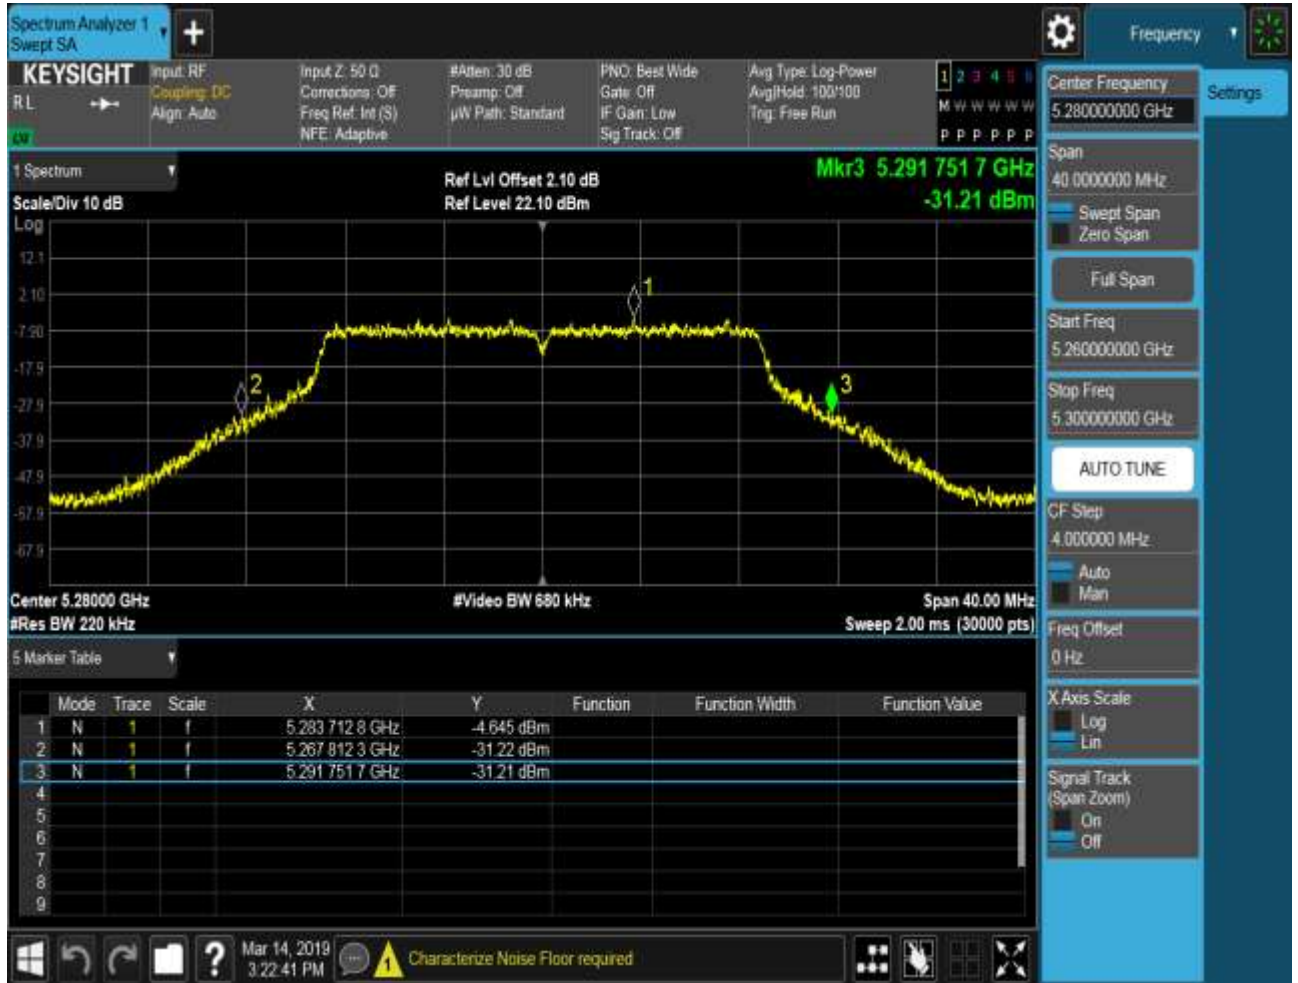 Spectrum Analyzer 1
Swept SA
+
Frequency
KEYSIGHT
R L
Input: RF
Coupling: DC
Align: Auto
Input Z: 50 Ω
Corrections: Off
Freq Ref: Int (S)
NFE: Adaptive
#Atten: 30 dB
Preamp: Off
µW Path: Standard
PNO: Best Wide
Gate: Off
IF Gain: Low
Sig Track: Off
Avg Type: Log-Power
Avg|Hold: 100/100
Trig: Free Run
1 2 3 4 5 6
M W W W W W
P P P P P P
1 Spectrum
Scale/Div 10 dB
Ref Lvl Offset 2.10 dB
Ref Level 22.10 dBm
Mkr3 5.291 751 7 GHz
-31.21 dBm
Log
12.1
2.10
-7.90
-17.9
-27.9
-37.9
-47.9
-57.9
-67.9
1
2
3
Center 5.28000 GHz
#Video BW 680 kHz
Span 40.00 MHz
#Res BW 220 kHz
Sweep 2.00 ms (30000 pts)
5 Marker Table
Mode Trace Scale X Y Function Function Width Function Value
1 N 1 f 5.283 712 8 GHz -4.645 dBm
2 N 1 f 5.267 812 3 GHz -31.22 dBm
3 N 1 f 5.291 751 7 GHz -31.21 dBm
4
5
6
7
8
9
? Mar 14, 2019
3:22:41 PM
1
Characterize Noise Floor required
Center Frequency
5.280000000 GHz
Settings
Span
40.0000000 MHz
Swept Span
Zero Span
Full Span
Start Freq
5.260000000 GHz
Stop Freq
5.300000000 GHz
AUTO TUNE
CF Step
4.000000 MHz
Auto
Man
Freq Offset
0 Hz
X Axis Scale
Log
Lin
Signal Track
(Span Zoom)
On
Off